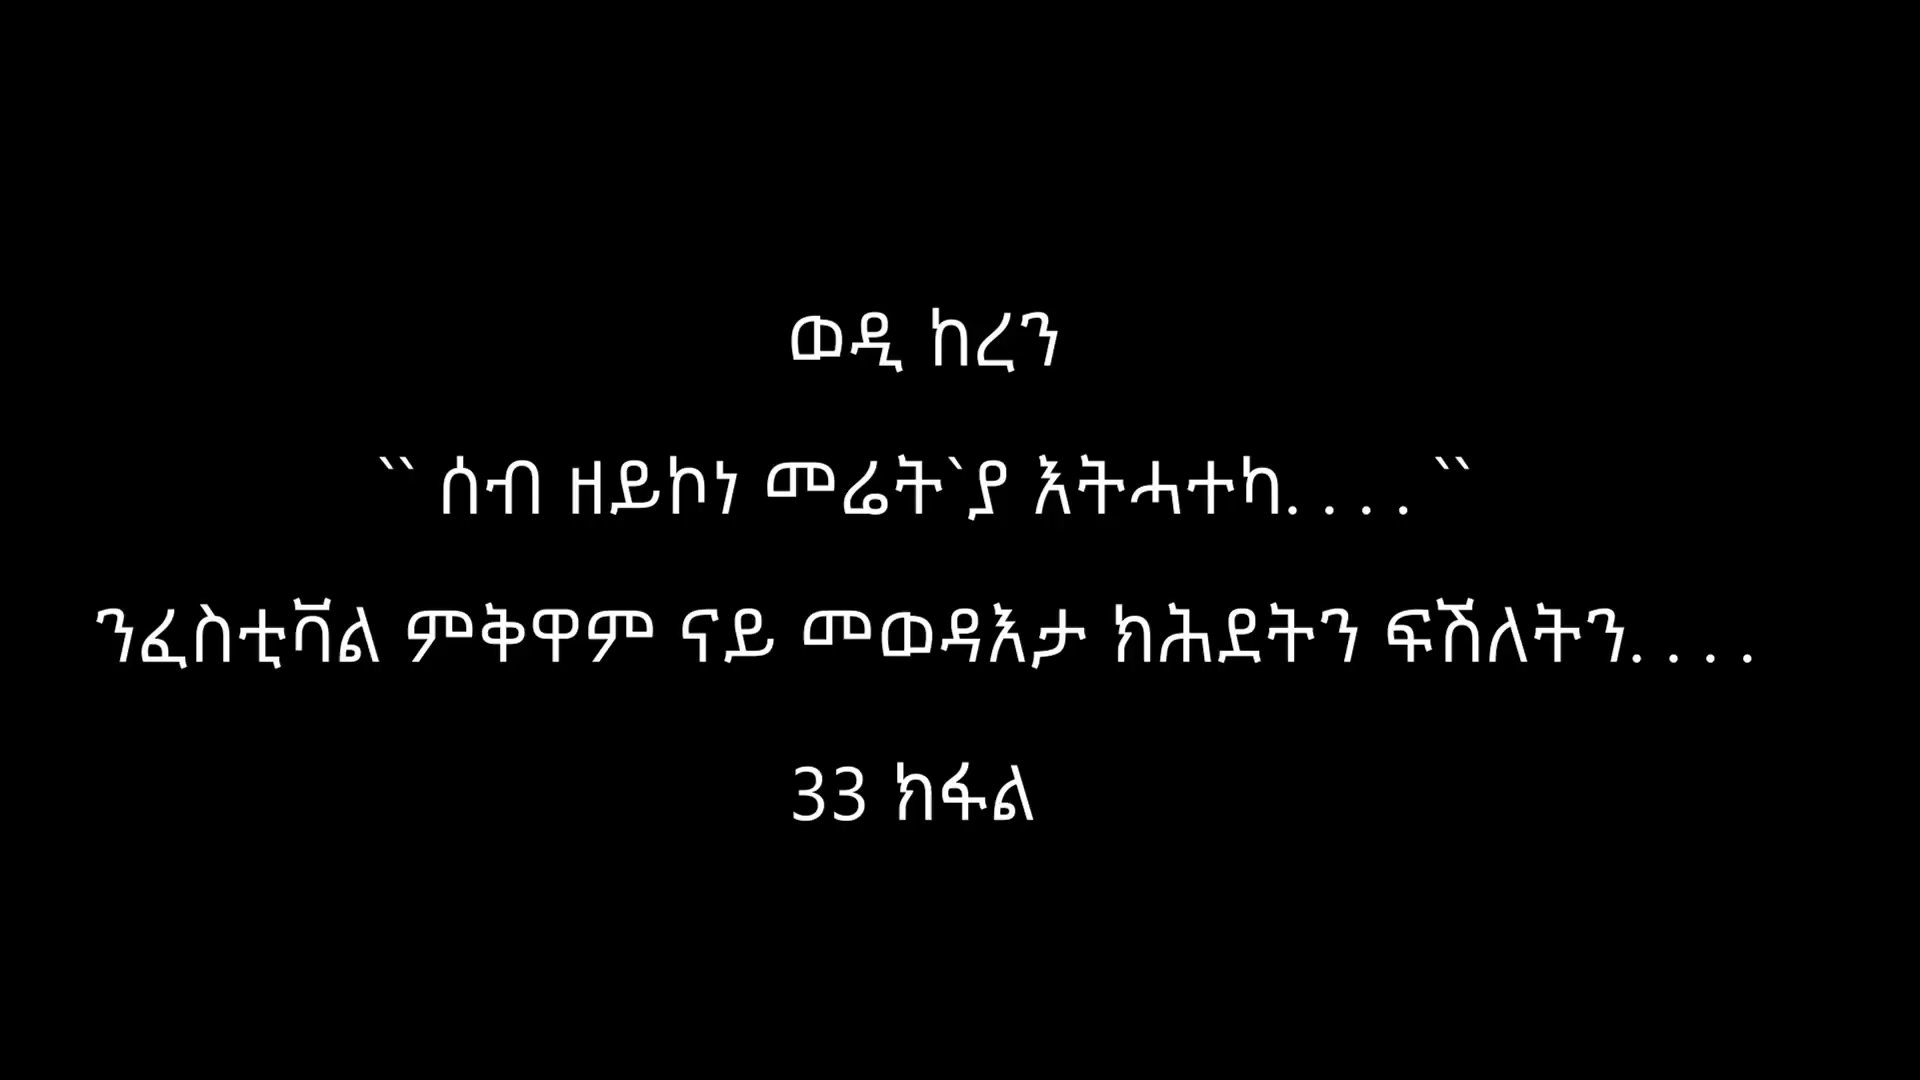 ወዲ ከረን
`` ሰብ ዘይኮነ መሬት`ያ እትሓተካ. . . . ``
ንፈስቲቫል ምቅዋም ናይ መወዳእታ ክሕደትን ፍሽለትን. . . .
33 ክፋል